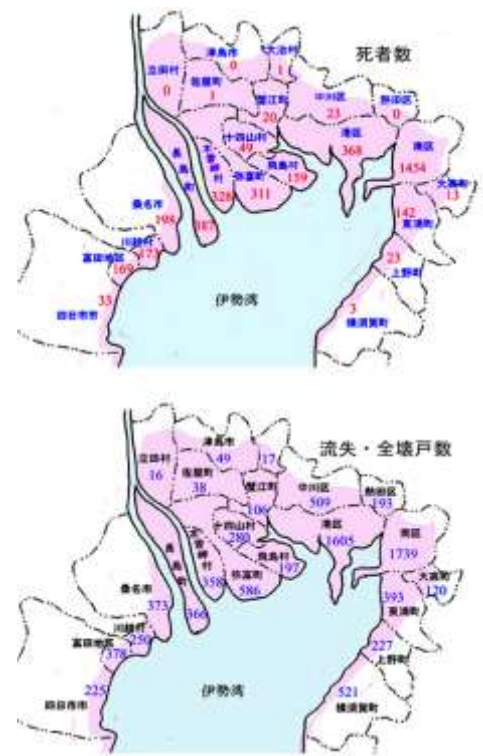 死者数
津島市
0
大治村
1
立田村
0
佐屋町
1
蟹江町
20
中川区
23
熱田区
0
十四山村
49
港区
368
南区
1454
飛島村
159
木曽岬村
328
弥富町
311
長島町
387
大高町
13
東浦町
142
桑名市
198
川越村
173
富田地区
169
上野町
23
四日市市
33
横須賀町
3
伊勢湾
流失・全壊戸数
津島市
49
17
立田村
16
佐屋町
38
蟹江町
106
中川区
509
熱田区
193
十四山村
280
港区
1605
南区
1739
飛島村
197
木曽岬村
358
弥富町
586
長島町
366
大高町
120
393
東浦町
桑名市
373
川越村
250
富田地区
378
227
上野町
225
四日市市
521
横須賀町
伊勢湾